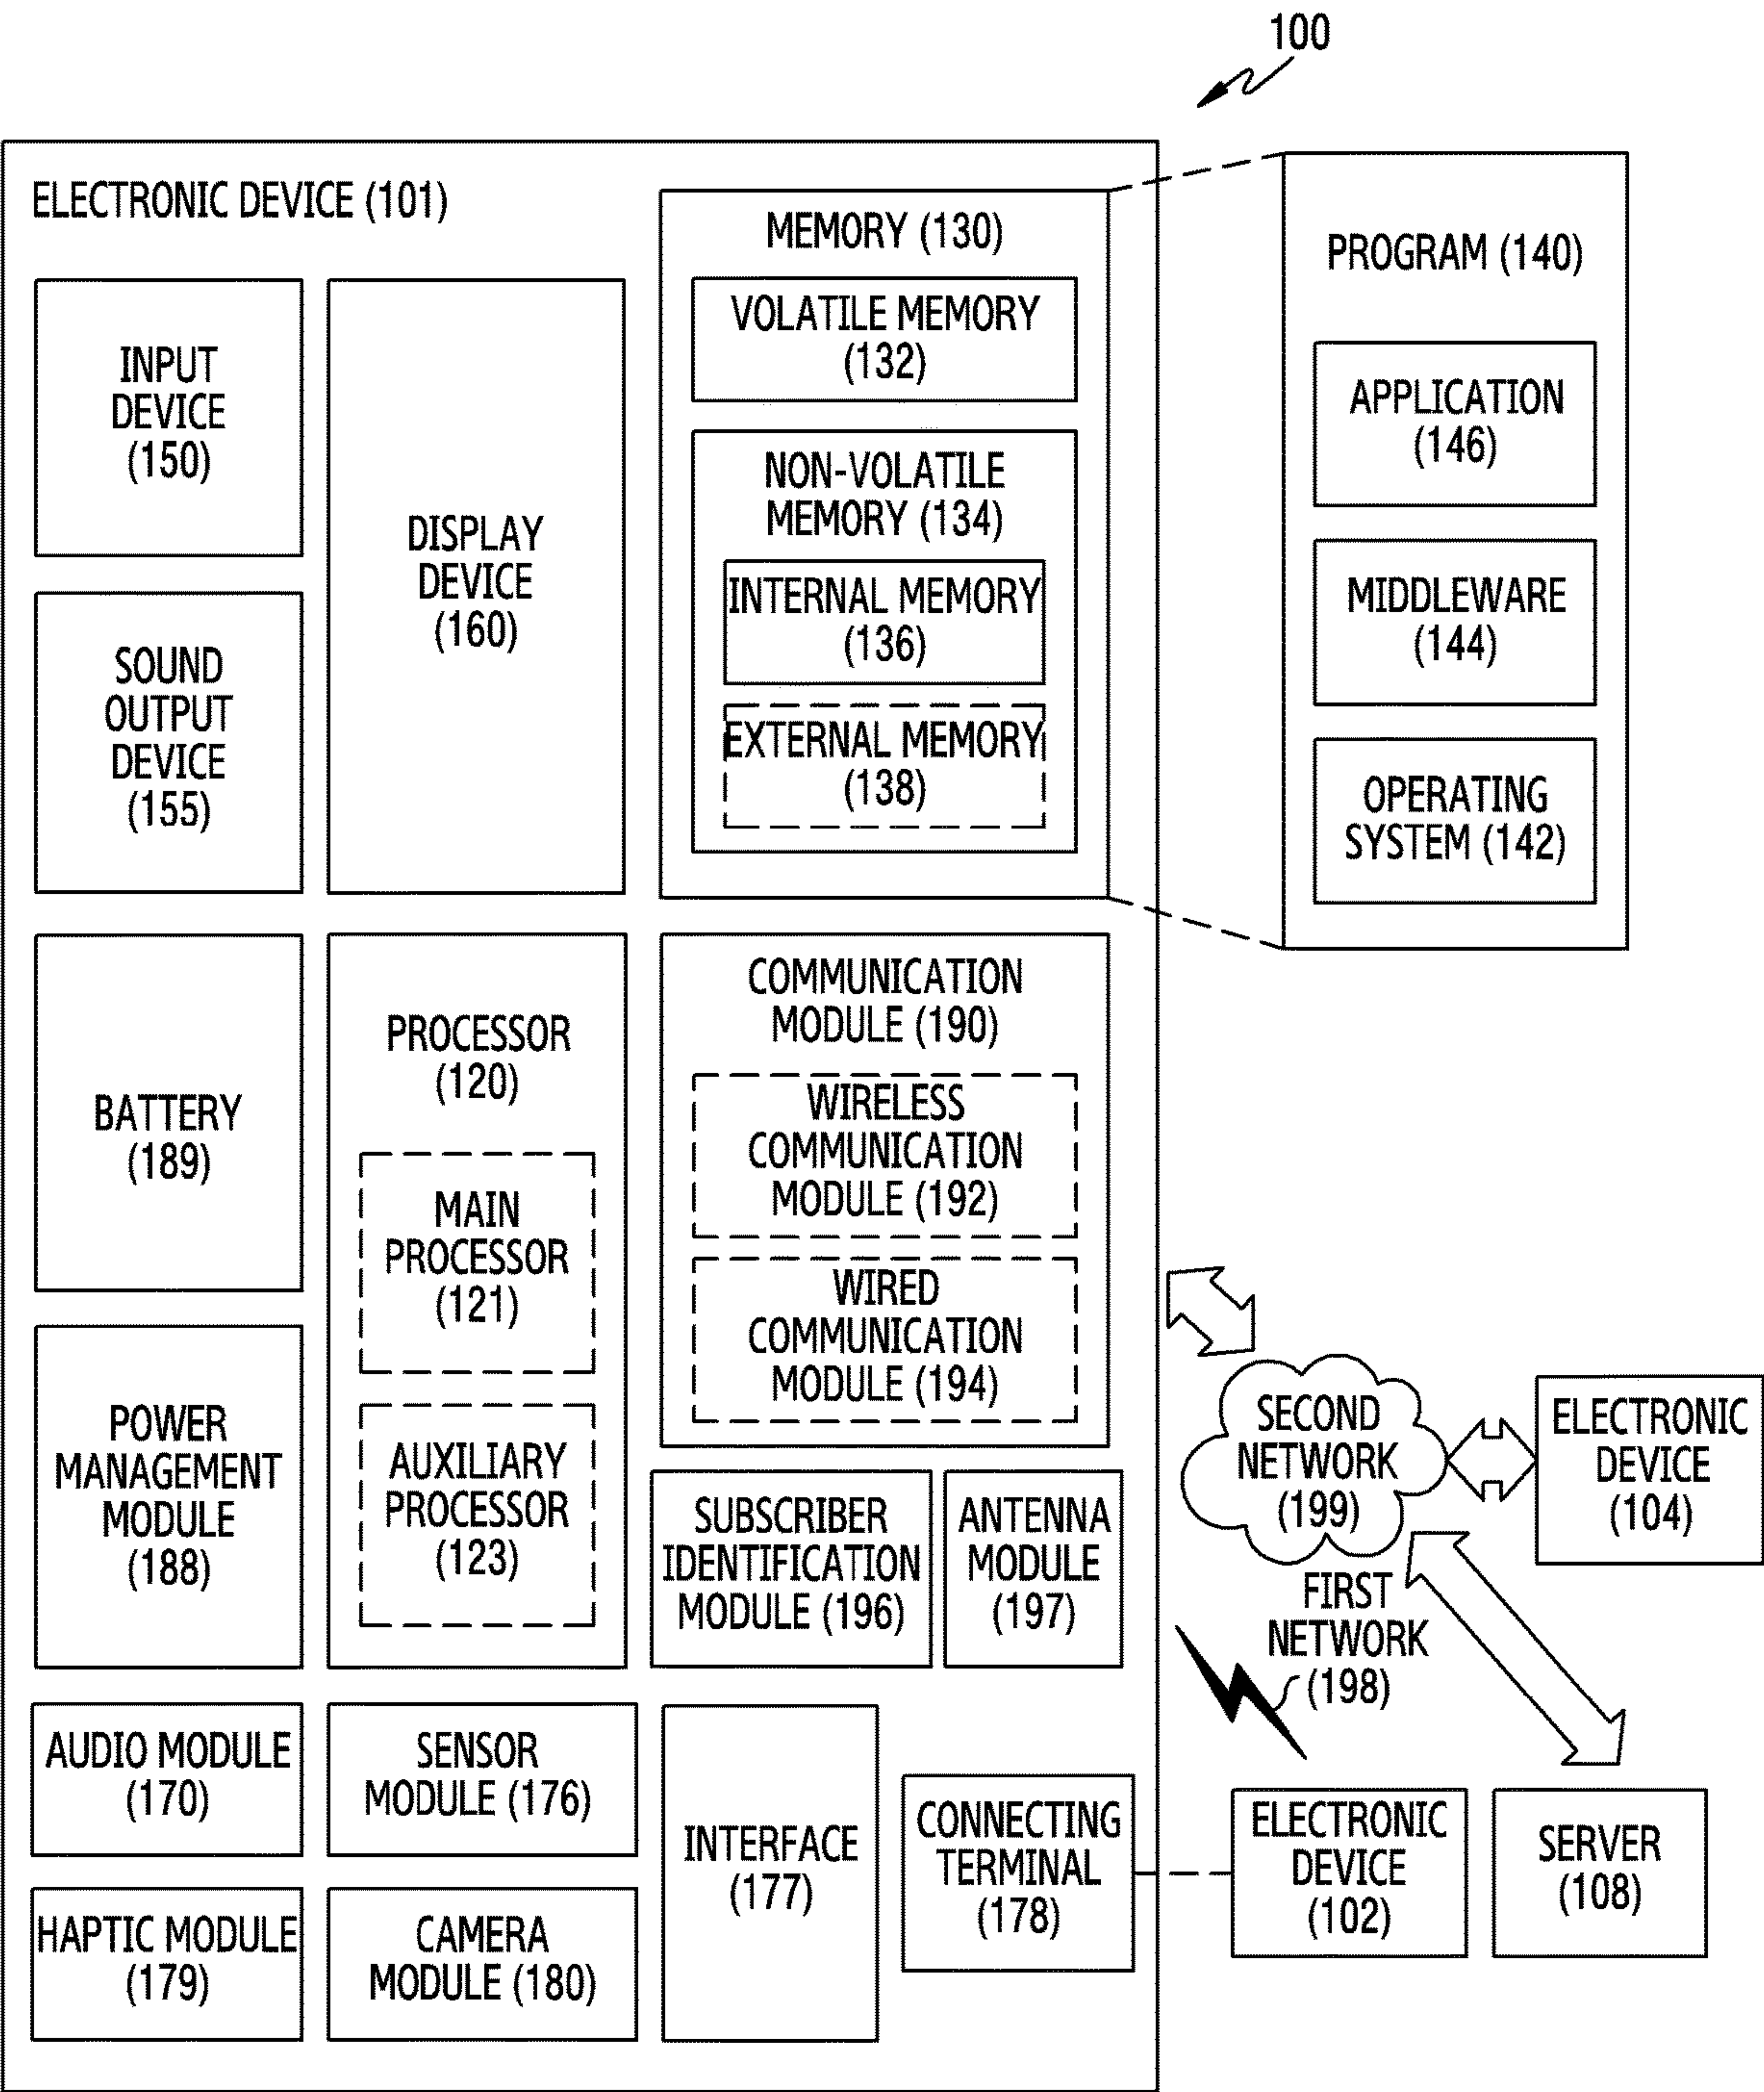 100
ELECTRONIC DEVICE (101)
INPUT
DEVICE
(150)
SOUND
OUTPUT
DEVICE
(155)
DISPLAY
DEVICE
(160)
MEMORY (130)
VOLATILE MEMORY
(132)
NON-VOLATILE
MEMORY (134)
INTERNAL MEMORY
(136)
EXTERNAL MEMORY
(138)
PROGRAM (140)
APPLICATION
(146)
MIDDLEWARE
(144)
OPERATING
SYSTEM (142)
BATTERY
(189)
POWER
MANAGEMENT
MODULE
(188)
PROCESSOR
(120)
MAIN
PROCESSOR
(121)
AUXILIARY
PROCESSOR
(123)
COMMUNICATION
MODULE (190)
WIRELESS
COMMUNICATION
MODULE (192)
WIRED
COMMUNICATION
MODULE (194)
SUBSCRIBER
IDENTIFICATION
MODULE (196)
ANTENNA
MODULE
(197)
SECOND
NETWORK
(199)
ELECTRONIC
DEVICE
(104)
FIRST
NETWORK
(198)
AUDIO MODULE
(170)
SENSOR
MODULE (176)
HAPTIC MODULE
(179)
CAMERA
MODULE (180)
INTERFACE
(177)
CONNECTING
TERMINAL
(178)
ELECTRONIC
DEVICE
(102)
SERVER
(108)